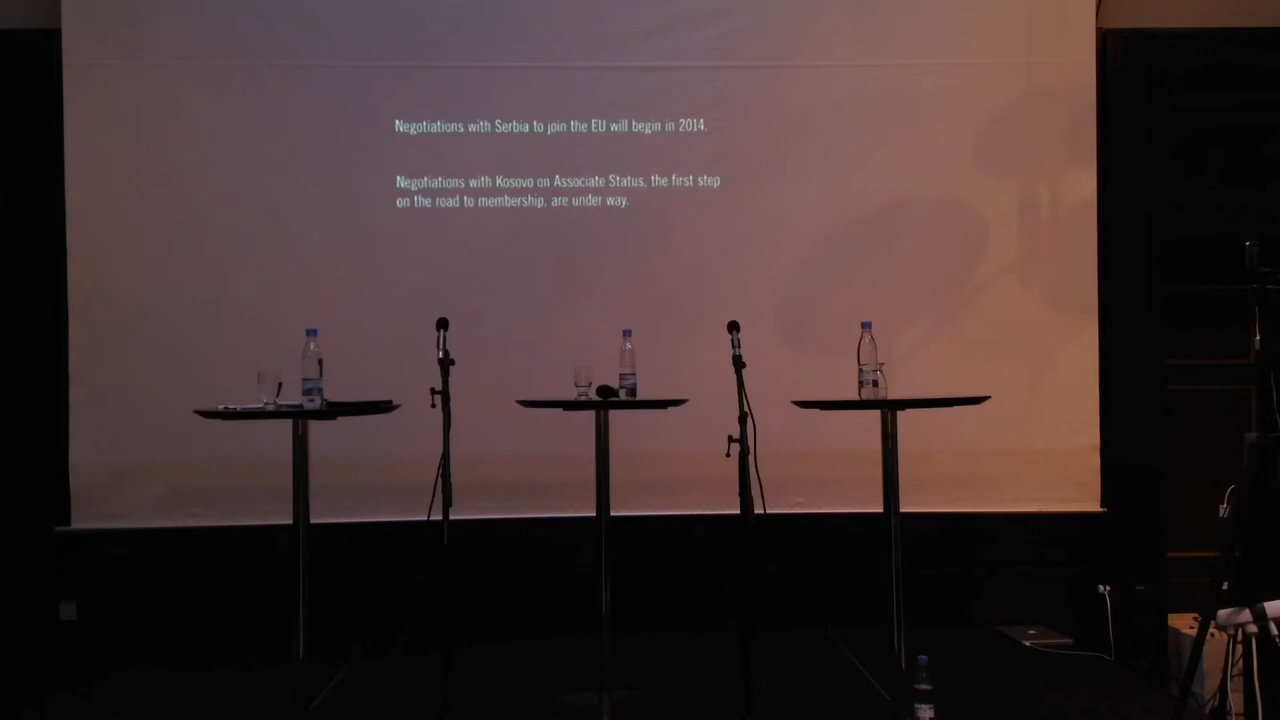 Negotiations with Serbia to join the EU will begin in 2014.
Negotiations with Kosovo on Associate Status, the first step
on the road to membership, are under way.